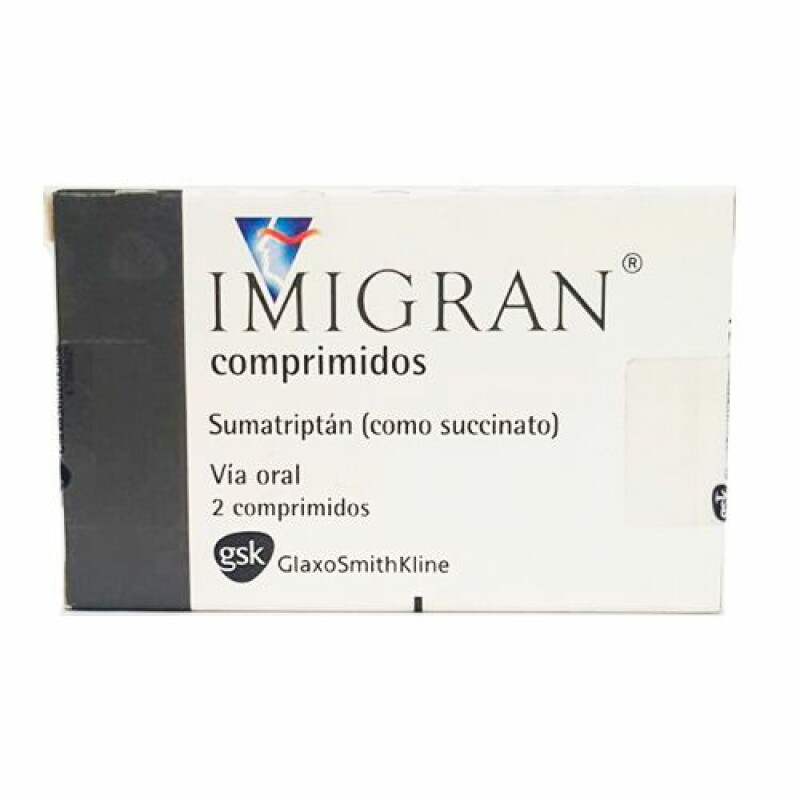 IMIGRAN®
comprimidos
Sumatriptán (como succinato)
Vía oral
2 comprimidos
gsk GlaxoSmithKline